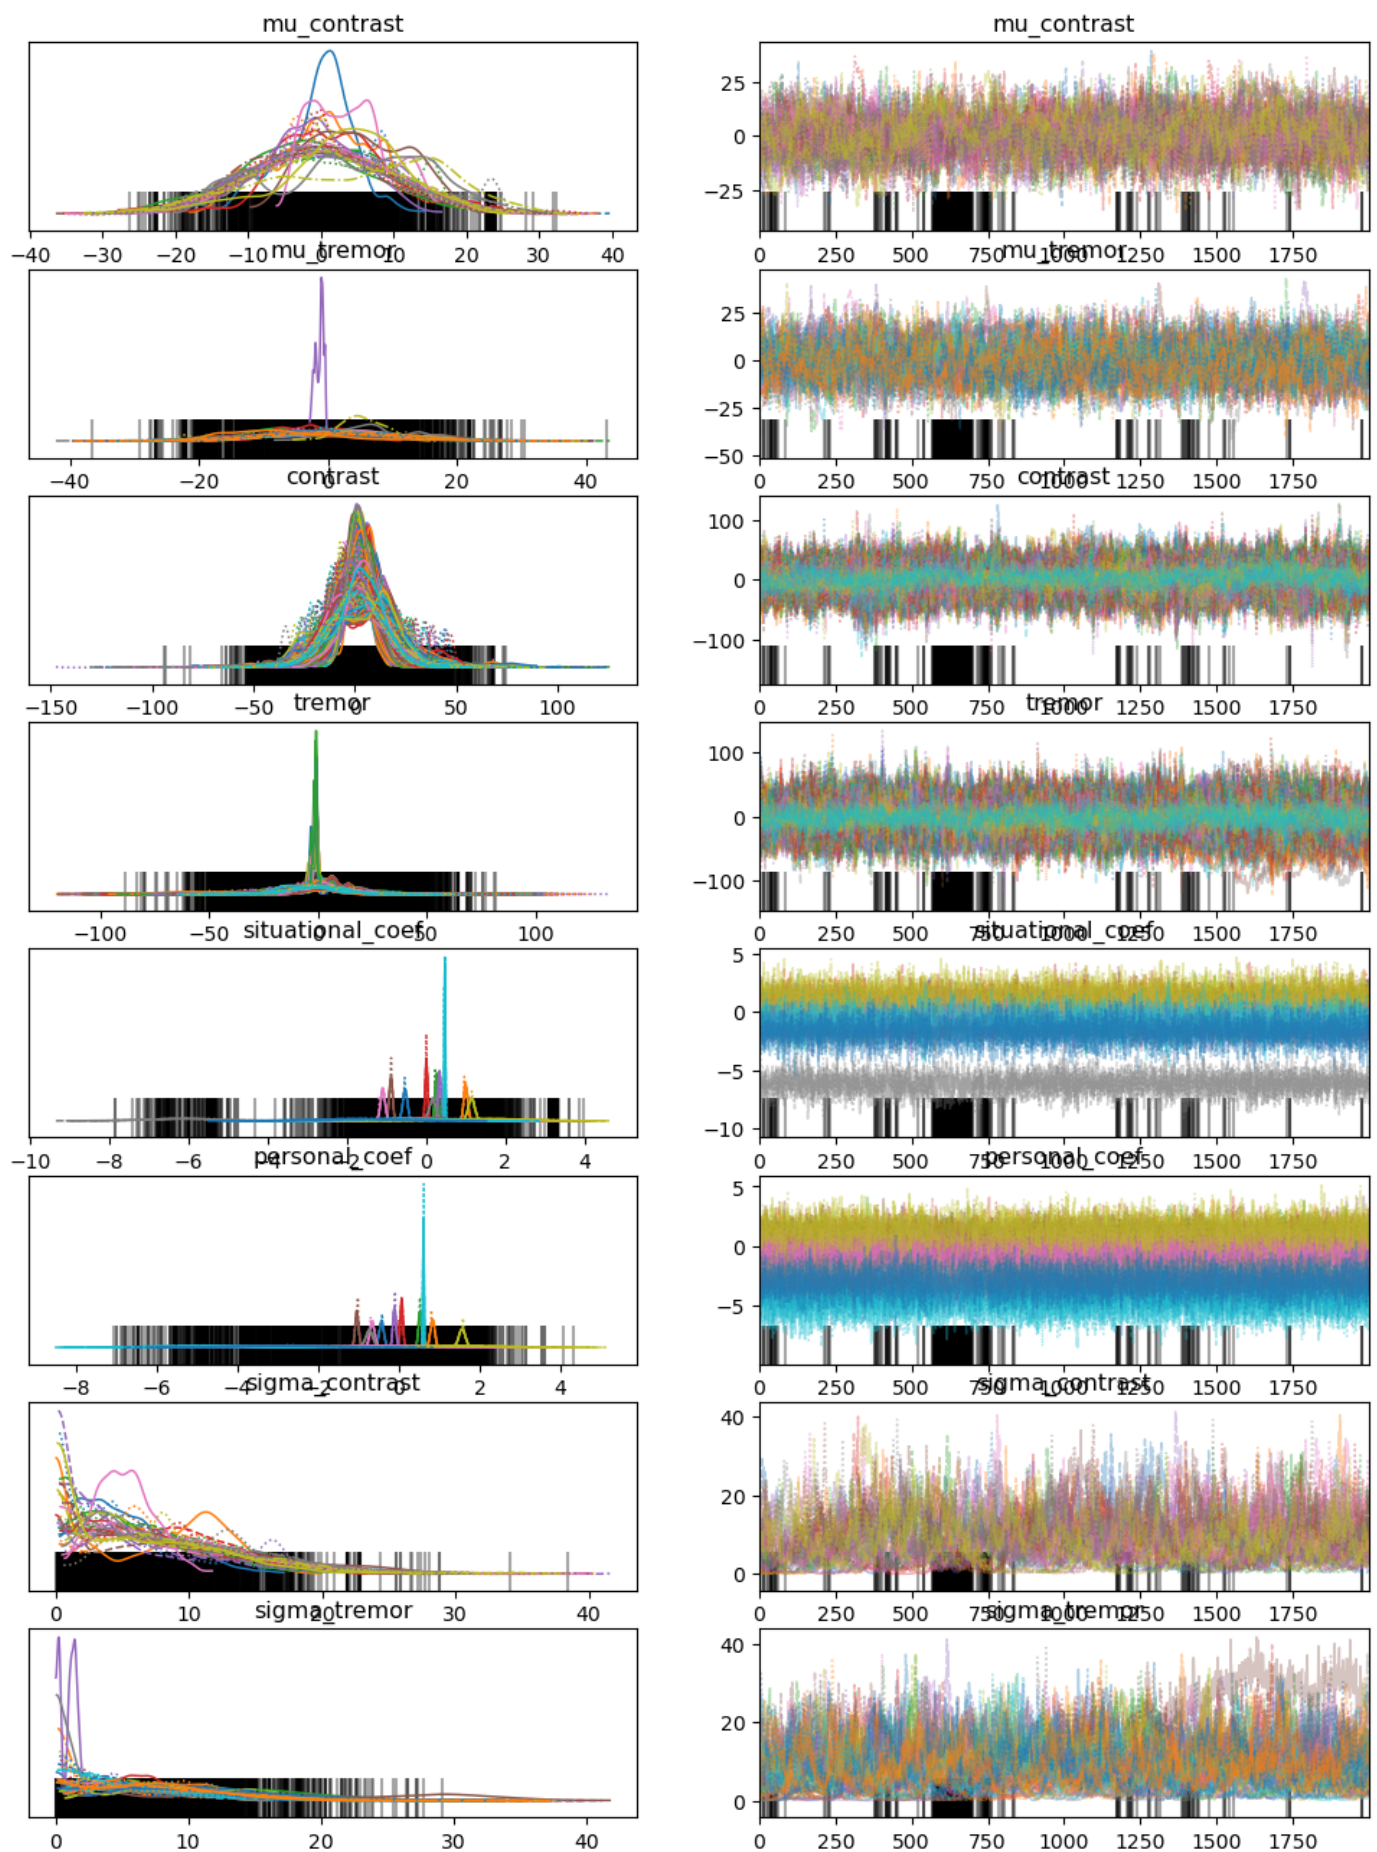 mu_contrast mu_contrast
25
0
−25
−40 −30 −20 −10 0 10 20 30 40 0 250 500 750 1000 1250 1500 1750
mu_tremor mu_tremor
25
0
−25
−50
−40 −20 0 20 40 0 250 500 750 1000 1250 1500 1750
contrast contrast
100
0
−100
−150 −100 −50 0 50 100 0 250 500 750 1000 1250 1500 1750
tremor tremor
100
0
−100
−100 −50 0 50 100 0 250 500 750 1000 1250 1500 1750
situational_coef situational_coef
5
0
−5
−10
−10 −8 −6 −4 −2 0 2 4 0 250 500 750 1000 1250 1500 1750
personal_coef personal_coef
5
0
−5
−8 −6 −4 −2 0 2 4 0 250 500 750 1000 1250 1500 1750
sigma_contrast sigma_contrast
40
20
0
0 10 20 30 40 0 250 500 750 1000 1250 1500 1750
sigma_tremor sigma_tremor
40
20
0
0 10 20 30 40 0 250 500 750 1000 1250 1500 1750